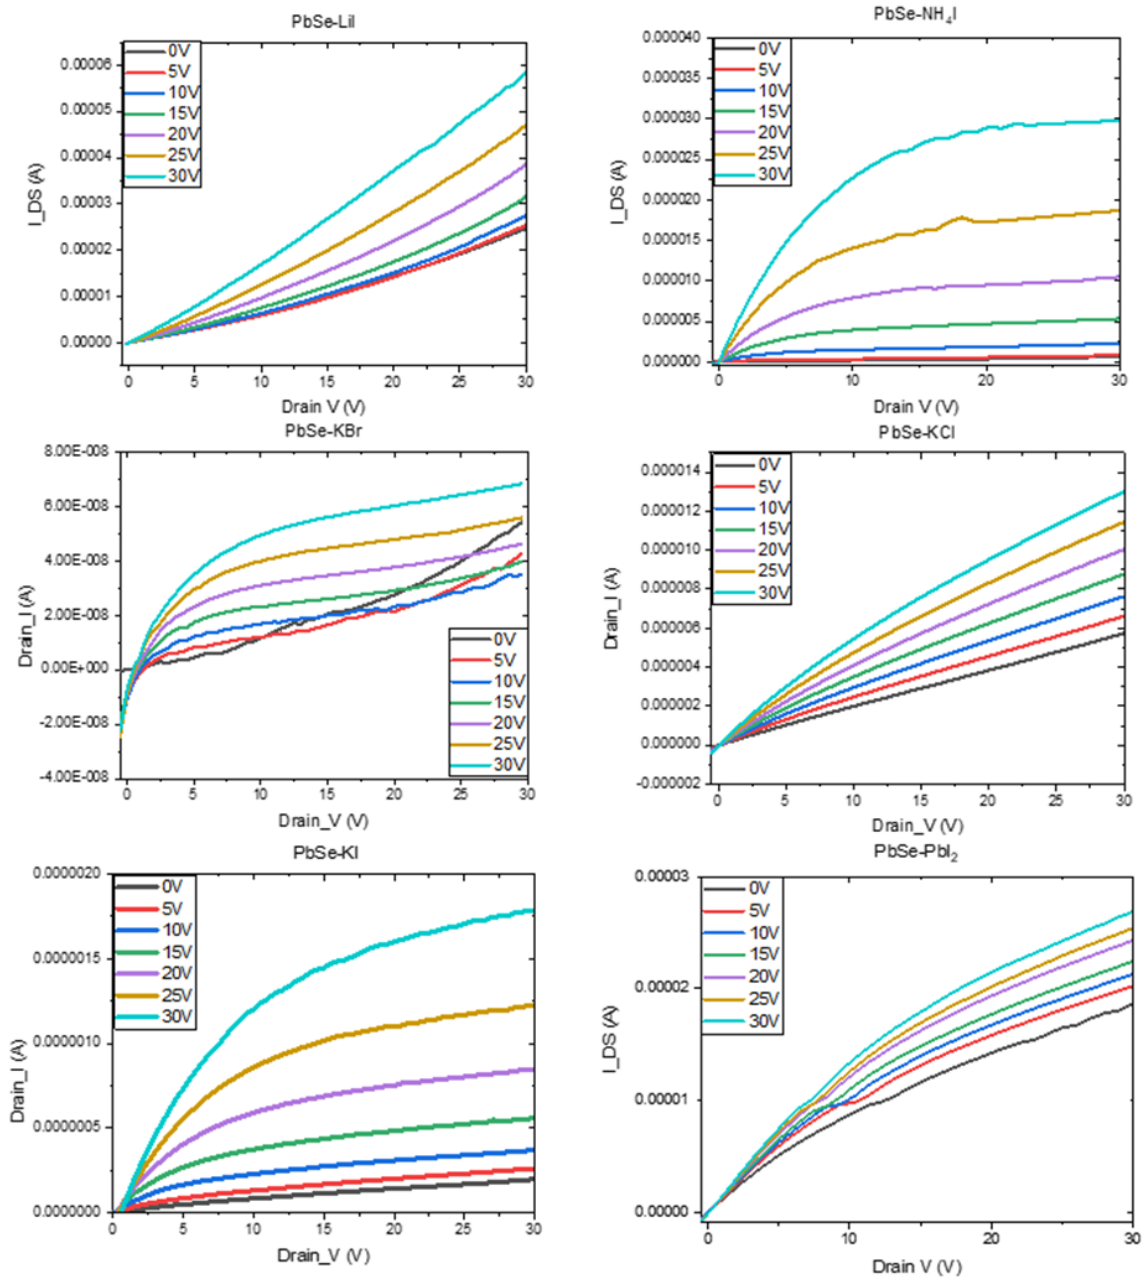 PbSe-LiI
0.00006
0.00005
0.00004
0.00003
0.00002
0.00001
0.00000
I_DS (A)
0V
5V
10V
15V
20V
25V
30V
0 5 10 15 20 25 30
Drain V (V)
PbSe-NH₄I
0.000040
0.000035
0.000030
0.000025
0.000020
0.000015
0.000010
0.000005
0.000000
I_DS (A)
0V
5V
10V
15V
20V
25V
30V
0 10 20 30
Drain V (V)
PbSe-KBr
8.00E-008
6.00E-008
4.00E-008
2.00E-008
0.00E+000
-2.00E-008
-4.00E-008
Drain_I (A)
0V
5V
10V
15V
20V
25V
30V
0 5 10 15 20 25 30
Drain_V (V)
PbSe-KCl
0.000014
0.000012
0.000010
0.000008
0.000006
0.000004
0.000002
0.000000
-0.000002
Drain_I (A)
0V
5V
10V
15V
20V
25V
30V
0 5 10 15 20 25 30
Drain_V (V)
PbSe-KI
0.0000020
0.0000015
0.0000010
0.0000005
0.0000000
Drain_I (A)
0V
5V
10V
15V
20V
25V
30V
0 5 10 15 20 25 30
Drain_V (V)
PbSe-PbI₂
0.00003
0.00002
0.00001
0.00000
I_DS (A)
0V
5V
10V
15V
20V
25V
30V
0 10 20 30
Drain V (V)